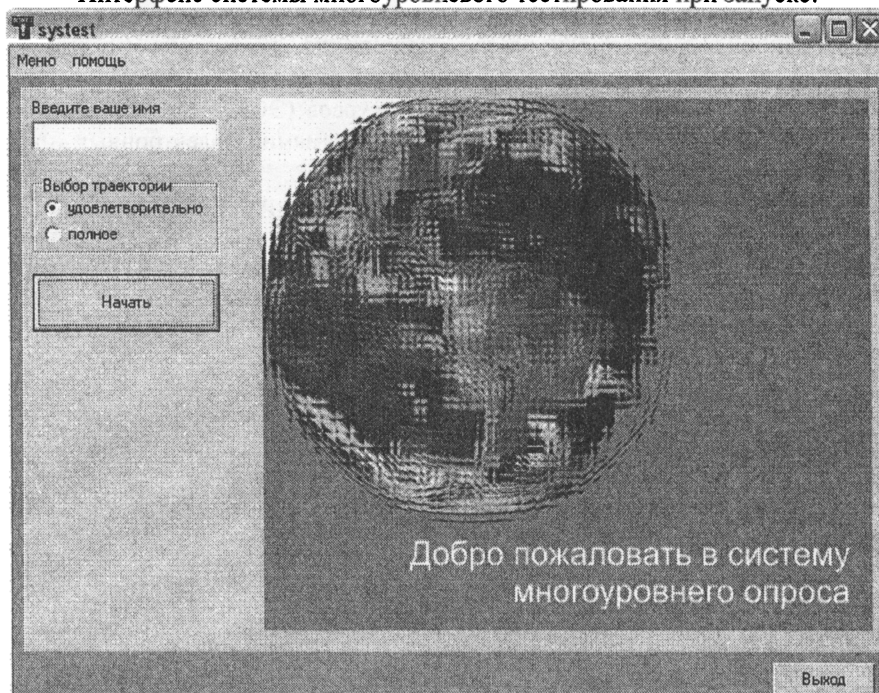 Интерфейс системы многоуровневого тестирования при запуске.
systest
Меню помощь
Введите ваше имя
Выбор траектории
удовлетворительно
полное
Начать
Добро пожаловать в систему
многоуровнего опроса
Выход